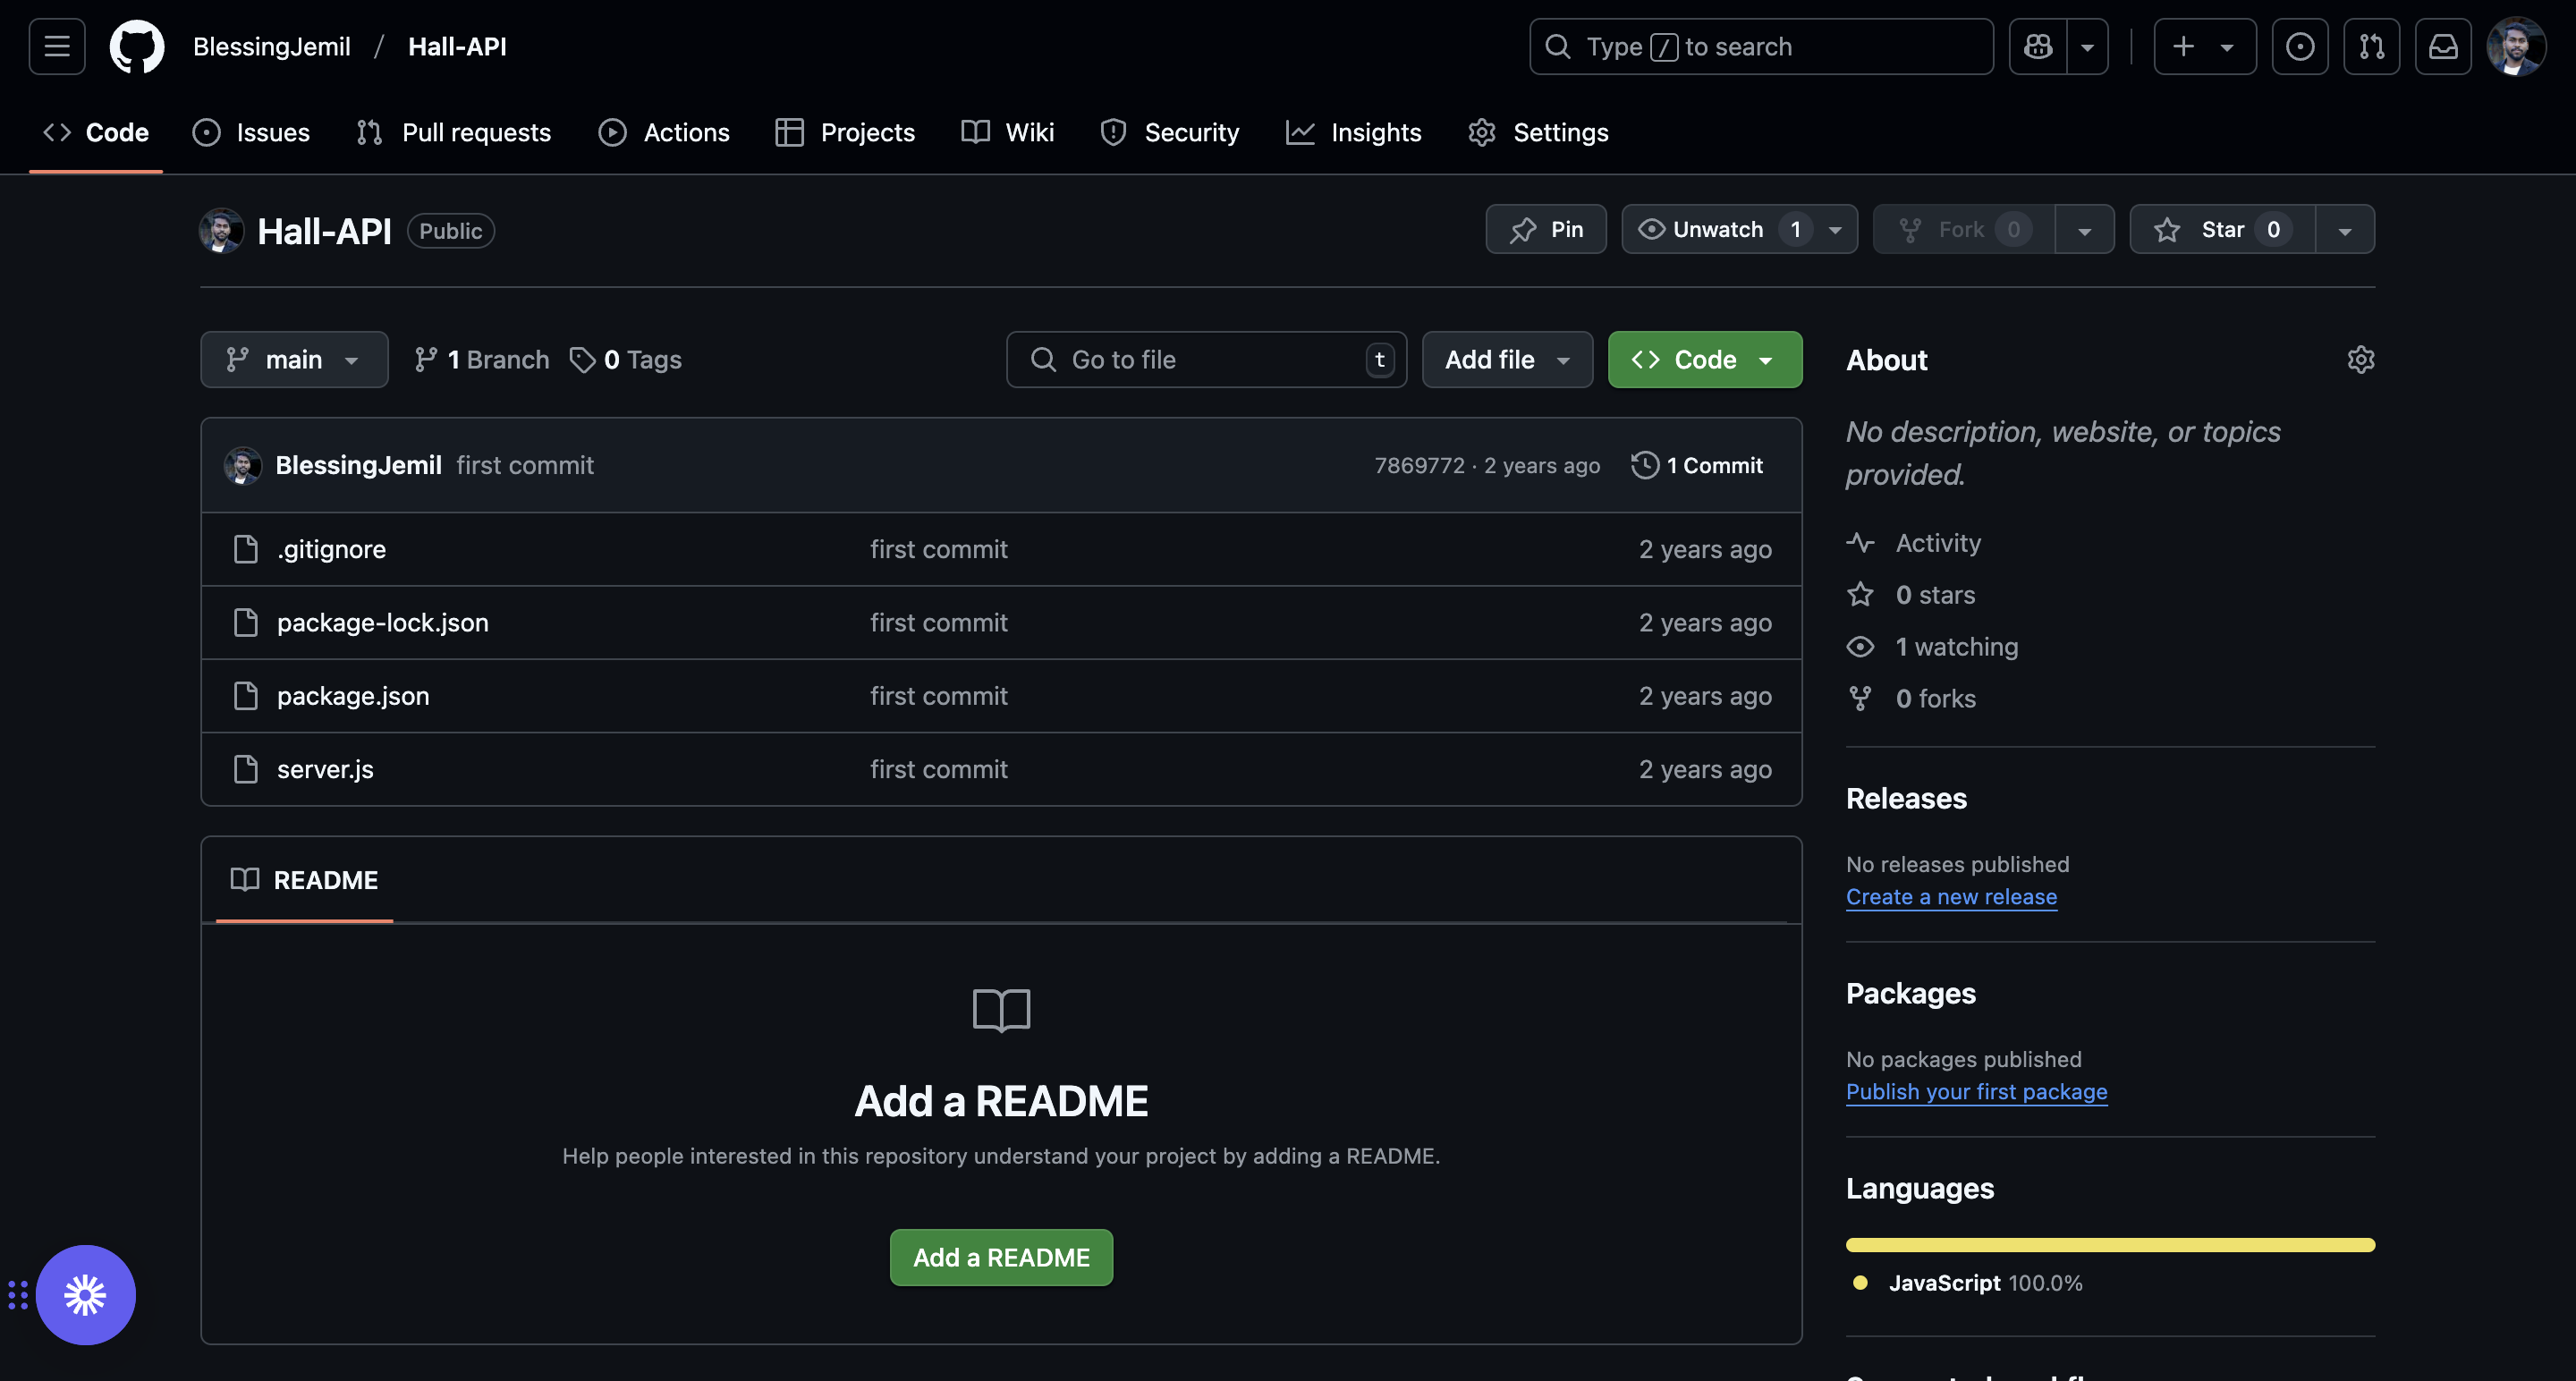 BlessingJemil / Hall-API
Type / to search
Code Issues Pull requests Actions Projects Wiki Security Insights Settings
Hall-API Public
Pin Unwatch 1 Fork 0 Star 0
main 1 Branch 0 Tags Go to file t Add file Code
BlessingJemil first commit 7869772 · 2 years ago 1 Commit
.gitignore first commit 2 years ago
package-lock.json first commit 2 years ago
package.json first commit 2 years ago
server.js first commit 2 years ago
README
Add a README
Help people interested in this repository understand your project by adding a README.
Add a README
About
No description, website, or topics
provided.
Activity
0 stars
1 watching
0 forks
Releases
No releases published
Create a new release
Packages
No packages published
Publish your first package
Languages
JavaScript 100.0%